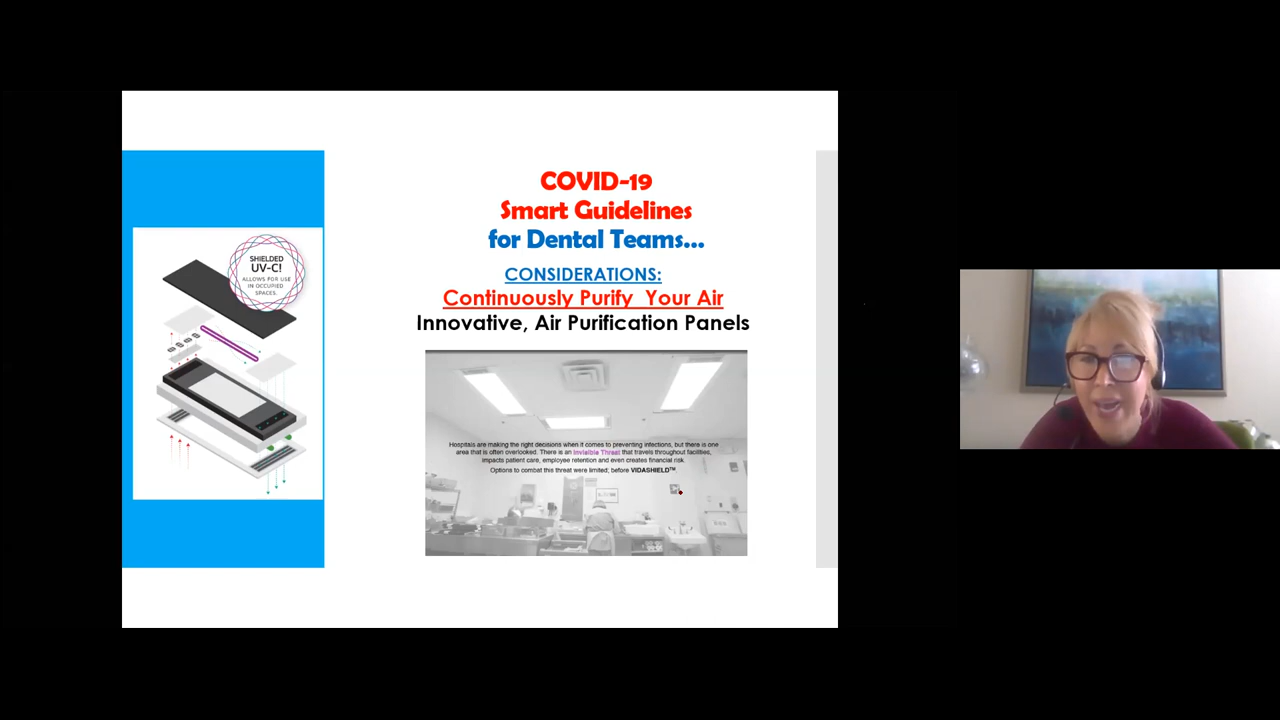 SHIELDED
UV-C!
ALLOWS FOR USE
IN OCCUPIED
SPACES.
COVID-19
Smart Guidelines
for Dental Teams...
CONSIDERATIONS:
Continuously Purify Your Air
Innovative, Air Purification Panels
Hospitals are making the right decisions when it comes to preventing infections, but there is one
area that is often overlooked. There is an Invisible Threat that travels throughout facilities,
impacts patient care, employee retention and even creates financial risk.
Options to combat this threat were limited; before VIDASHIELD™